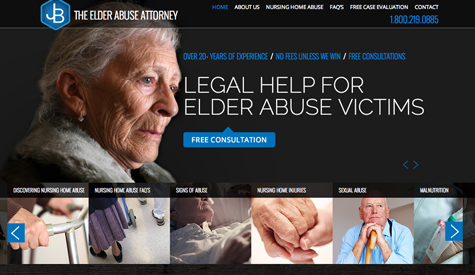 JB THE ELDER ABUSE ATTORNEY
HOME ABOUT US NURSING HOME ABUSE FAQ'S FREE CASE EVALUATION CONTACT
1.800.219.0885
OVER 20+ YEARS OF EXPERIENCE / NO FEES UNLESS WE WIN / FREE CONSULTATIONS
LEGAL HELP FOR
ELDER ABUSE VICTIMS
FREE CONSULTATION
DISCOVERING NURSING HOME ABUSE NURSING HOME ABUSE FAQ'S SIGNS OF ABUSE NURSING HOME INJURIES SEXUAL ABUSE MALNUTRITION